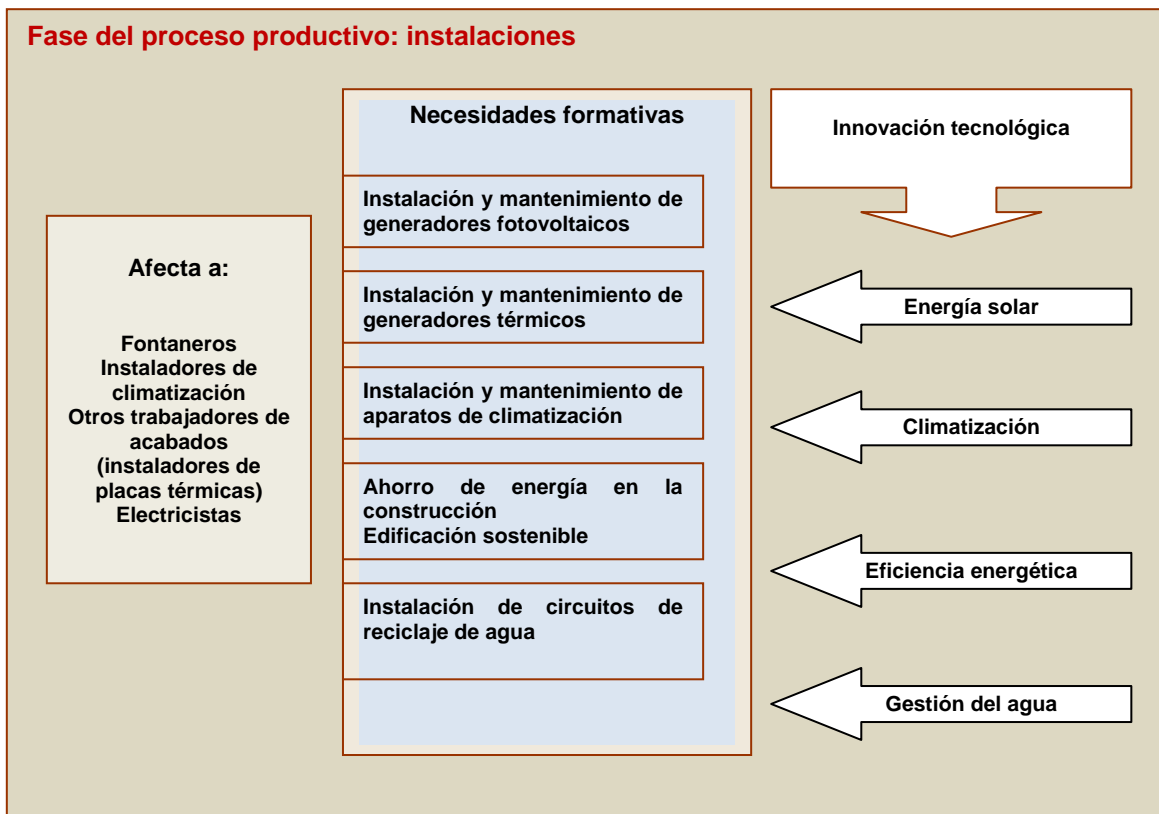 Fase del proceso productivo: instalaciones
Afecta a:
Fontaneros
Instaladores de
climatización
Otros trabajadores de
acabados
(instaladores de
placas térmicas)
Electricistas
Necesidades formativas
Instalación y mantenimiento de
generadores fotovoltaicos
Instalación y mantenimiento de
generadores térmicos
Instalación y mantenimiento de
aparatos de climatización
Ahorro de energía en la
construcción
Edificación sostenible
Instalación de circuitos de
reciclaje de agua
Innovación tecnológica
Energía solar
Climatización
Eficiencia energética
Gestión del agua